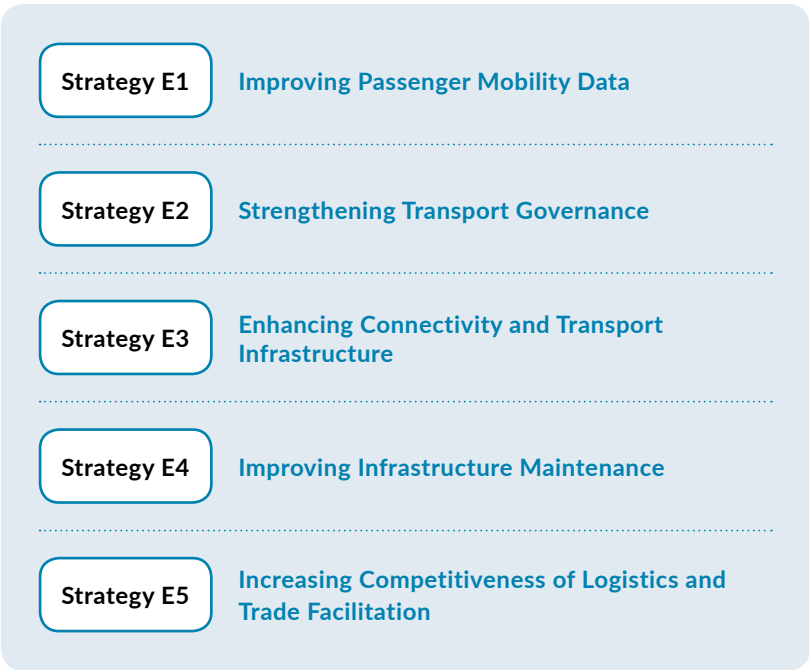 Strategy E1 Improving Passenger Mobility Data
Strategy E2 Strengthening Transport Governance
Strategy E3 Enhancing Connectivity and Transport
Infrastructure
Strategy E4 Improving Infrastructure Maintenance
Strategy E5 Increasing Competitiveness of Logistics and
Trade Facilitation